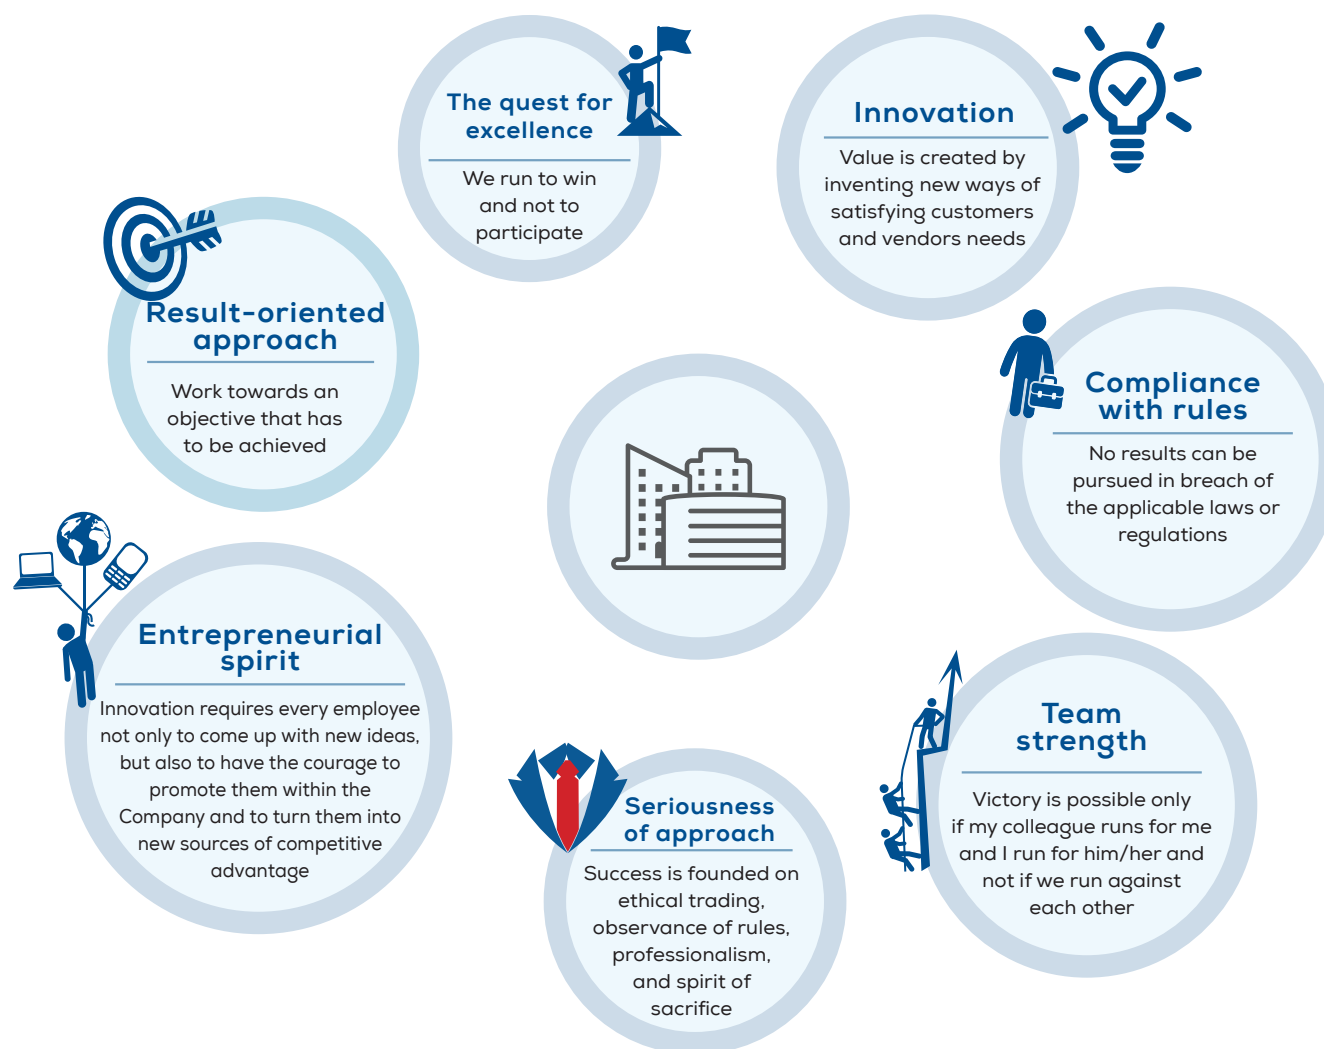 The quest for
excellence
We run to win
and not to
participate
Innovation
Value is created by
inventing new ways of
satisfying customers
and vendors needs
Result-oriented
approach
Work towards an
objective that has
to be achieved
Compliance
with rules
No results can be
pursued in breach of
the applicable laws or
regulations
Entrepreneurial
spirit
Innovation requires every employee
not only to come up with new ideas,
but also to have the courage to
promote them within the
Company and to turn them into
new sources of competitive
advantage
Team
strength
Victory is possible only
if my colleague runs for me
and I run for him/her and
not if we run against
each other
Seriousness
of approach
Success is founded on
ethical trading,
observance of rules,
professionalism,
and spirit of
sacrifice